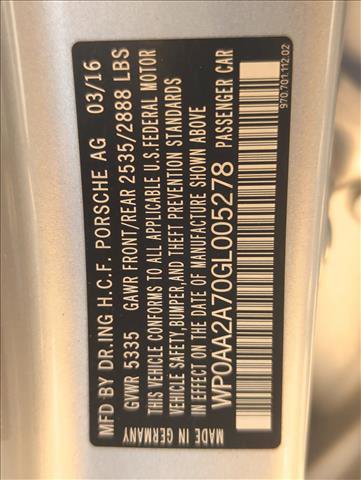 MFD BY DR.ING H.C.F. PORSCHE AG 03/16
GVWR 5335 GAWR FRONT/REAR 2535/2888 LBS
THIS VEHICLE CONFORMS TO ALL APPLICABLE U.S FEDERAL MOTOR
VEHICLE SAFETY,BUMPER,AND THEFT PREVENTION STANDARDS
IN EFFECT ON THE DATE OF MANUFACTURE SHOWN ABOVE
WP0AA2A70GL005278 PASSENGER CAR
MADE IN GERMANY 970.701.112.02